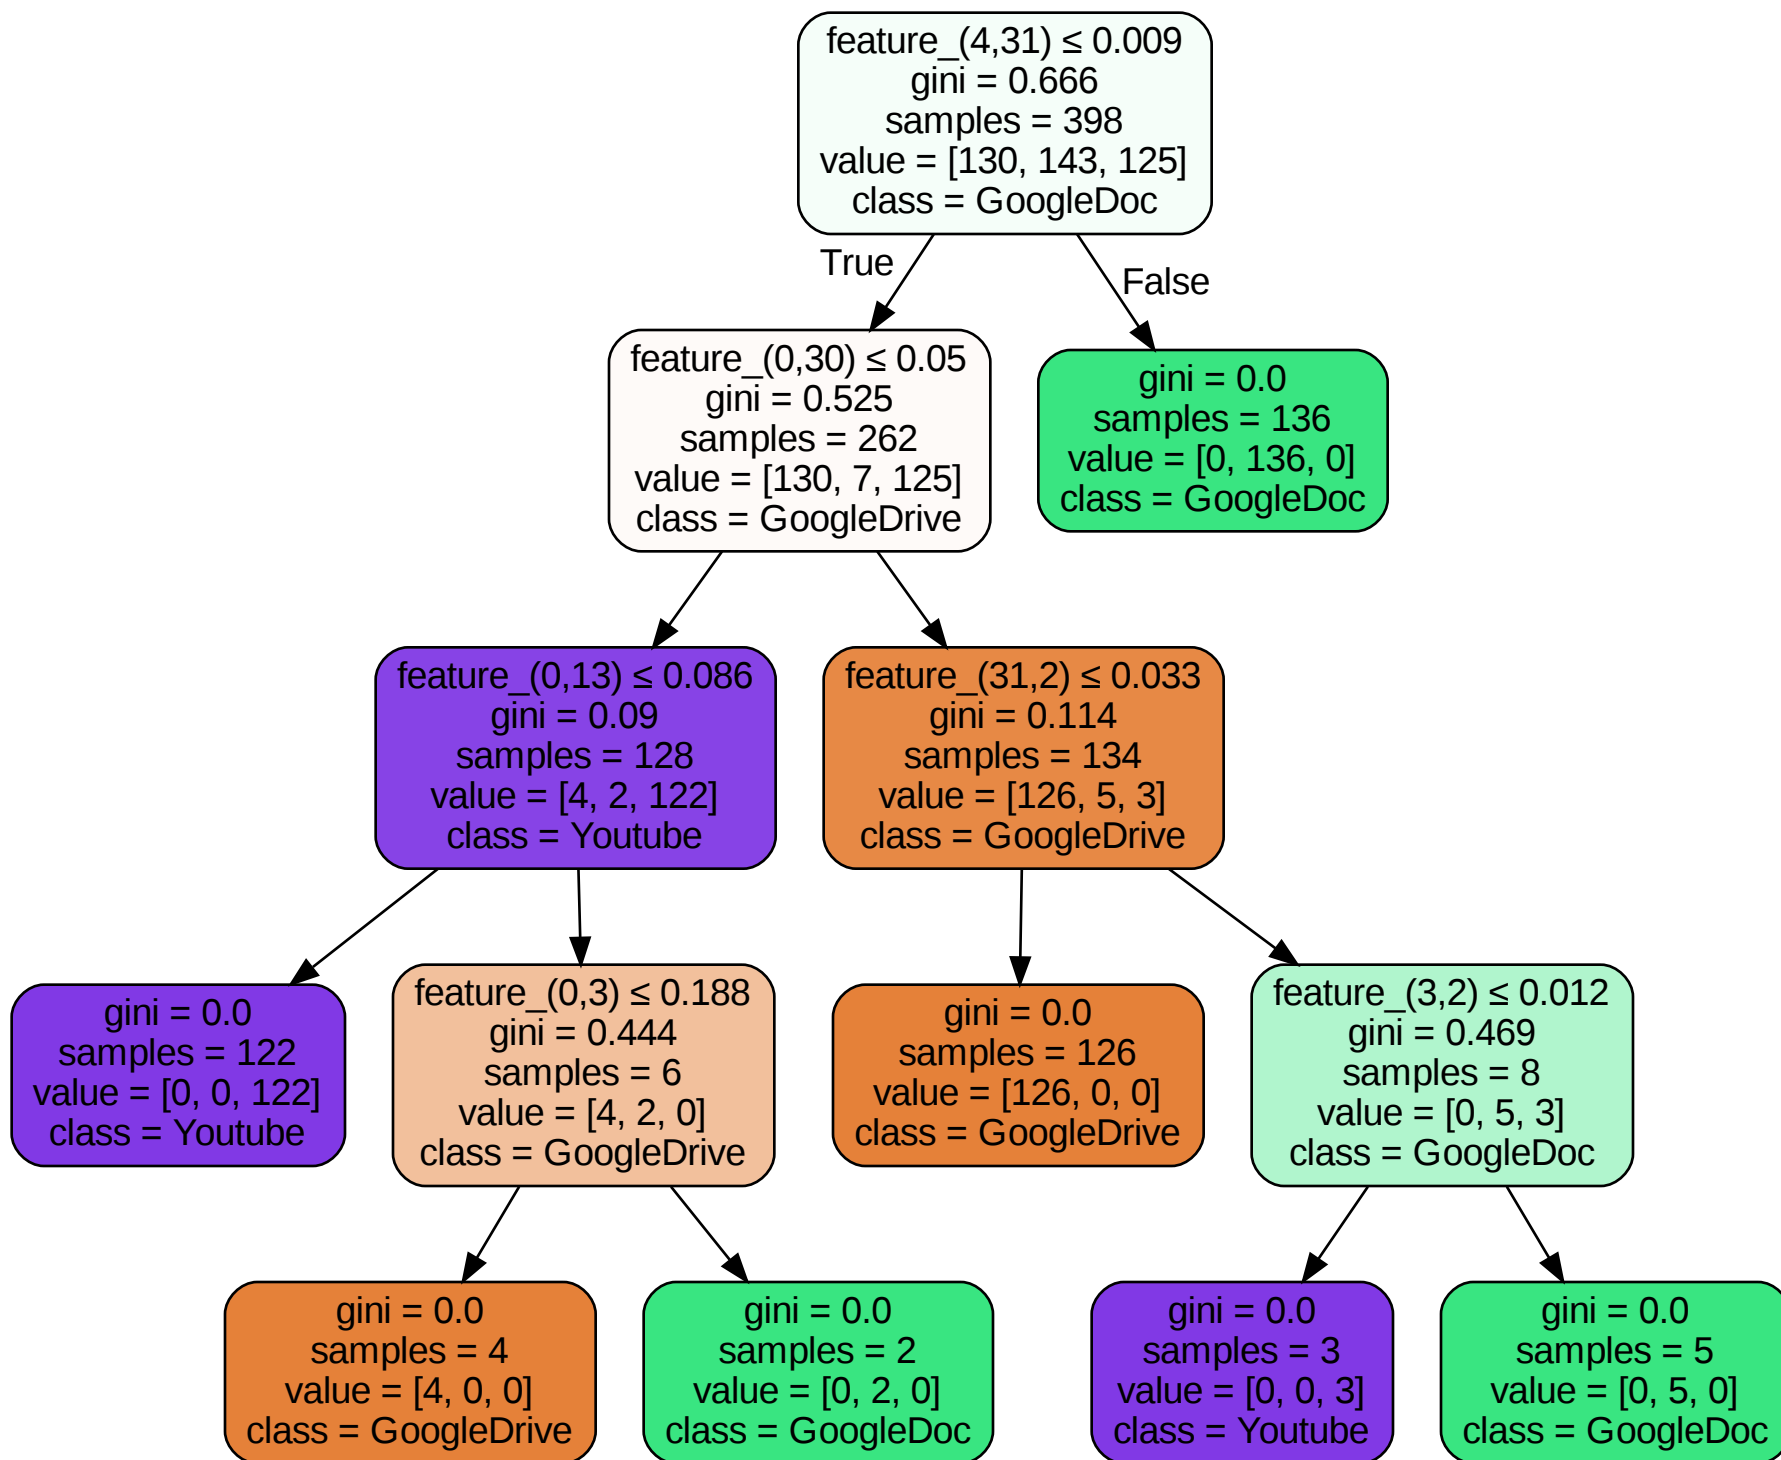 feature_(4,31) ≤ 0.009
gini = 0.666
samples = 398
value = [130, 143, 125]
class = GoogleDoc
True
False
feature_(0,30) ≤ 0.05
gini = 0.525
samples = 262
value = [130, 7, 125]
class = GoogleDrive
gini = 0.0
samples = 136
value = [0, 136, 0]
class = GoogleDoc
feature_(0,13) ≤ 0.086
gini = 0.09
samples = 128
value = [4, 2, 122]
class = Youtube
feature_(31,2) ≤ 0.033
gini = 0.114
samples = 134
value = [126, 5, 3]
class = GoogleDrive
gini = 0.0
samples = 122
value = [0, 0, 122]
class = Youtube
feature_(0,3) ≤ 0.188
gini = 0.444
samples = 6
value = [4, 2, 0]
class = GoogleDrive
gini = 0.0
samples = 126
value = [126, 0, 0]
class = GoogleDrive
feature_(3,2) ≤ 0.012
gini = 0.469
samples = 8
value = [0, 5, 3]
class = GoogleDoc
gini = 0.0
samples = 4
value = [4, 0, 0]
class = GoogleDrive
gini = 0.0
samples = 2
value = [0, 2, 0]
class = GoogleDoc
gini = 0.0
samples = 3
value = [0, 0, 3]
class = Youtube
gini = 0.0
samples = 5
value = [0, 5, 0]
class = GoogleDoc